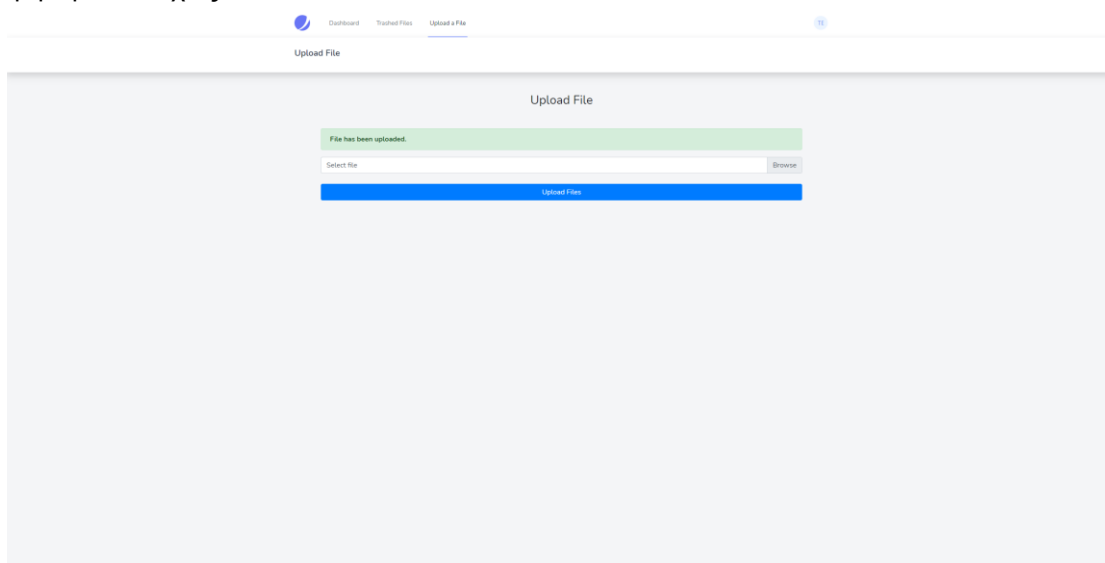 Dashboard Trashed Files Upload a File TE
Upload File
Upload File
File has been uploaded.
Select file Browse
Upload Files